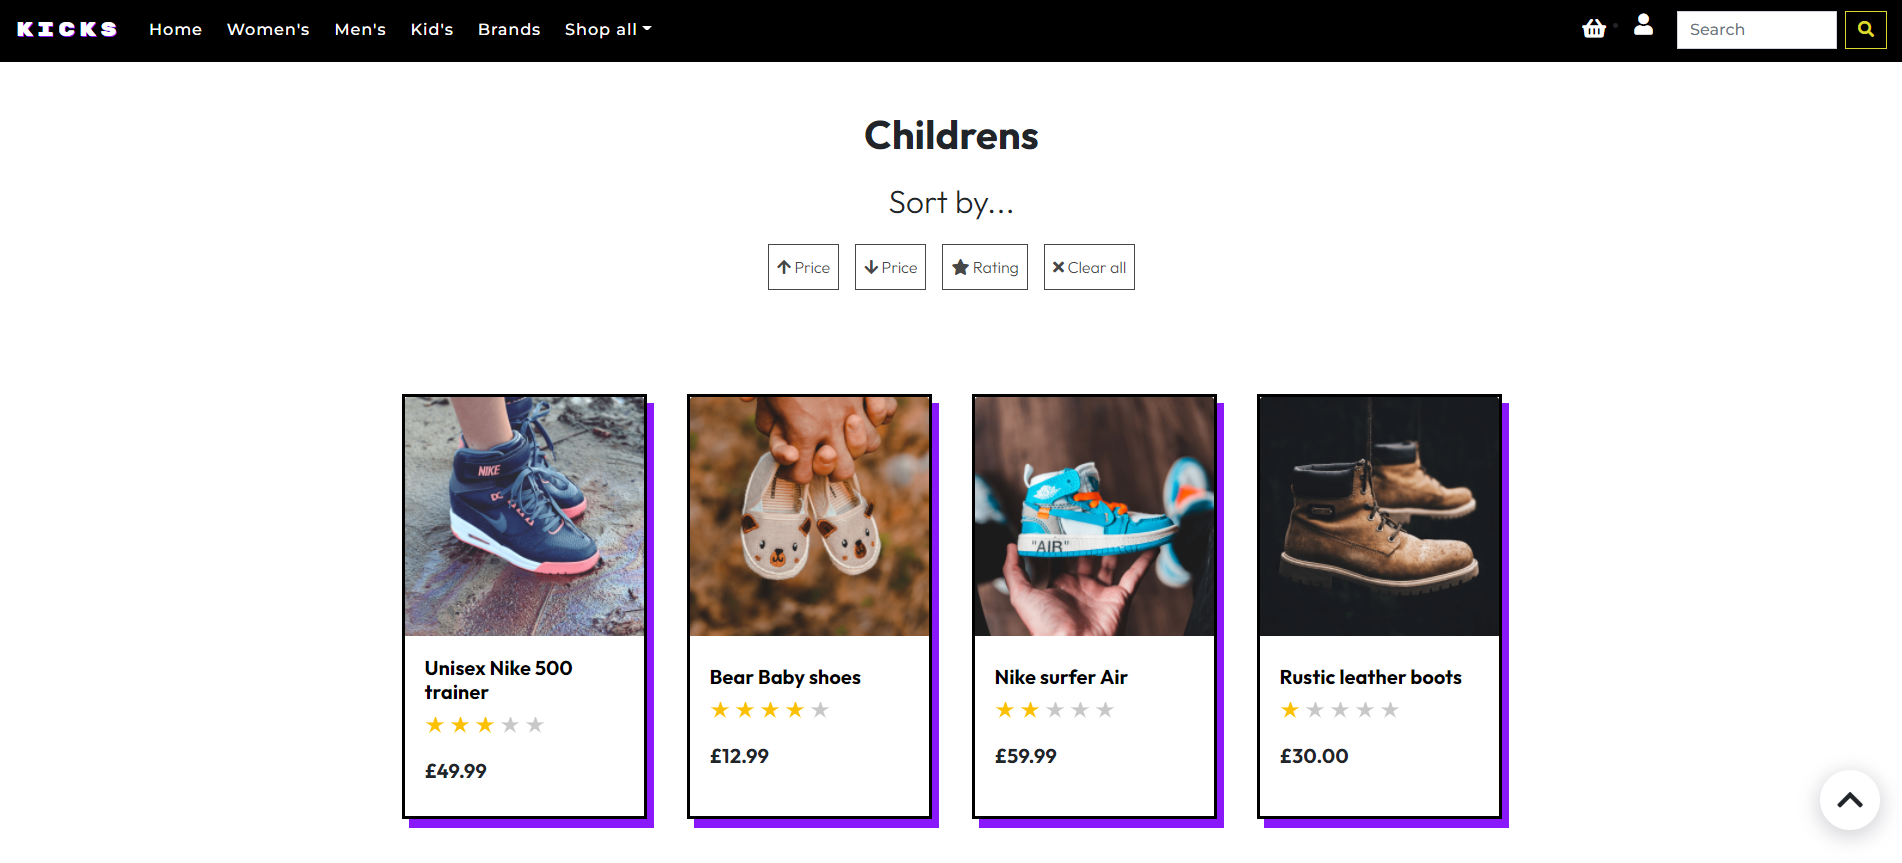 KICKS Home Women's Men's Kid's Brands Shop all Search
Childrens
Sort by...
Price Price Rating Clear all
NIKE
DC
"AIR"
Unisex Nike 500
trainer
£49.99
Bear Baby shoes
£12.99
Nike surfer Air
£59.99
Rustic leather boots
£30.00